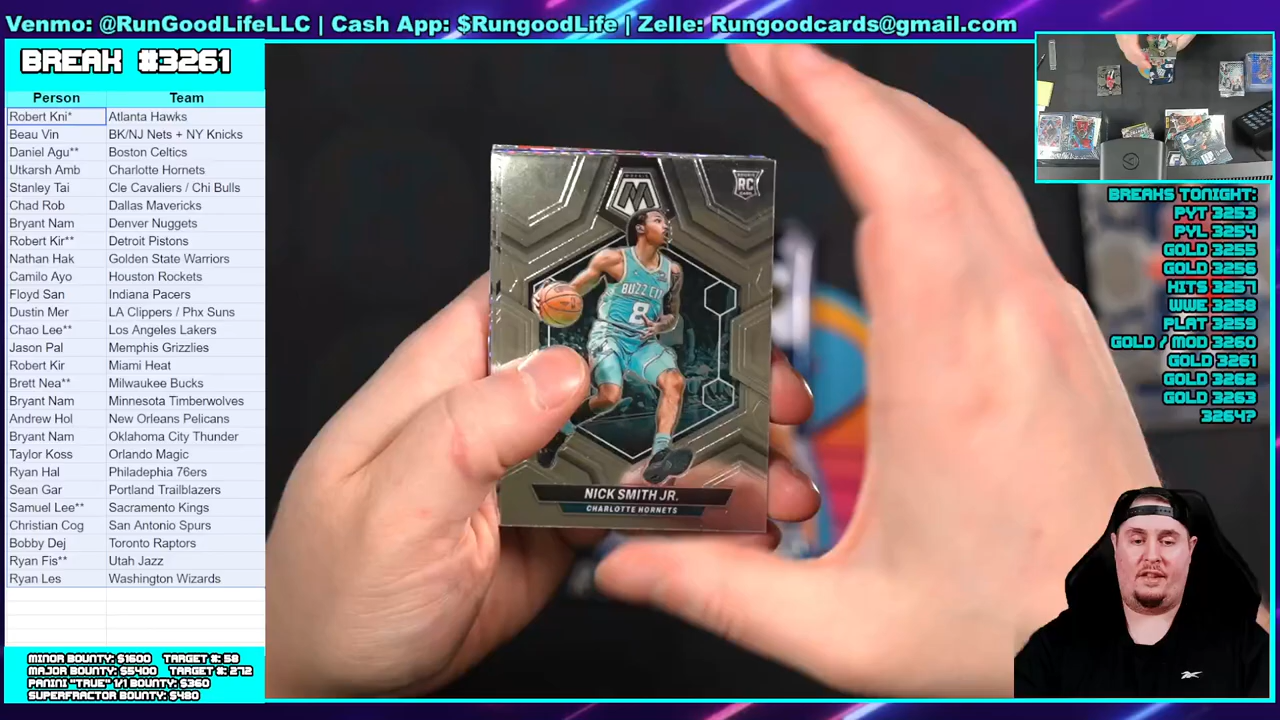 Venmo: @RunGoodLifeLLC | Cash App: $RungoodLife | Zelle: Rungoodcards@gmail.com
BREAK #3261
Person Team
Robert Kni* Atlanta Hawks
Beau Vin BK/NJ Nets + NY Knicks
Daniel Agu** Boston Celtics
Utkarsh Amb Charlotte Hornets
Stanley Tai Cle Cavaliers / Chi Bulls
Chad Rob Dallas Mavericks
Bryant Nam Denver Nuggets
Robert Kir** Detroit Pistons
Nathan Hak Golden State Warriors
Camilo Ayo Houston Rockets
Floyd San Indiana Pacers
Dustin Mer LA Clippers / Phx Suns
Chao Lee** Los Angeles Lakers
Jason Pal Memphis Grizzlies
Robert Kir Miami Heat
Brett Nea** Milwaukee Bucks
Bryant Nam Minnesota Timberwolves
Andrew Hol New Orleans Pelicans
Bryant Nam Oklahoma City Thunder
Taylor Koss Orlando Magic
Ryan Hal Philadephia 76ers
Sean Gar Portland Trailblazers
Samuel Lee** Sacramento Kings
Christian Cog San Antonio Spurs
Bobby Dej Toronto Raptors
Ryan Fis** Utah Jazz
Ryan Les Washington Wizards
MINOR BOUNTY: $1600 TARGET #: 58
MAJOR BOUNTY: $5400 TARGET #: 272
PANINI "TRUE" 1/1 BOUNTY: $360
SUPERFRACTOR BOUNTY: $480
M
RC
BUZZ CITY
8
NICK SMITH JR.
CHARLOTTE HORNETS
BREAKS TONIGHT:
PYT 3253
PYL 3254
GOLD 3255
GOLD 3256
HITS 3257
WWE 3258
PLAT 3259
GOLD / MOD 3260
GOLD 3261
GOLD 3262
GOLD 3263
3264?